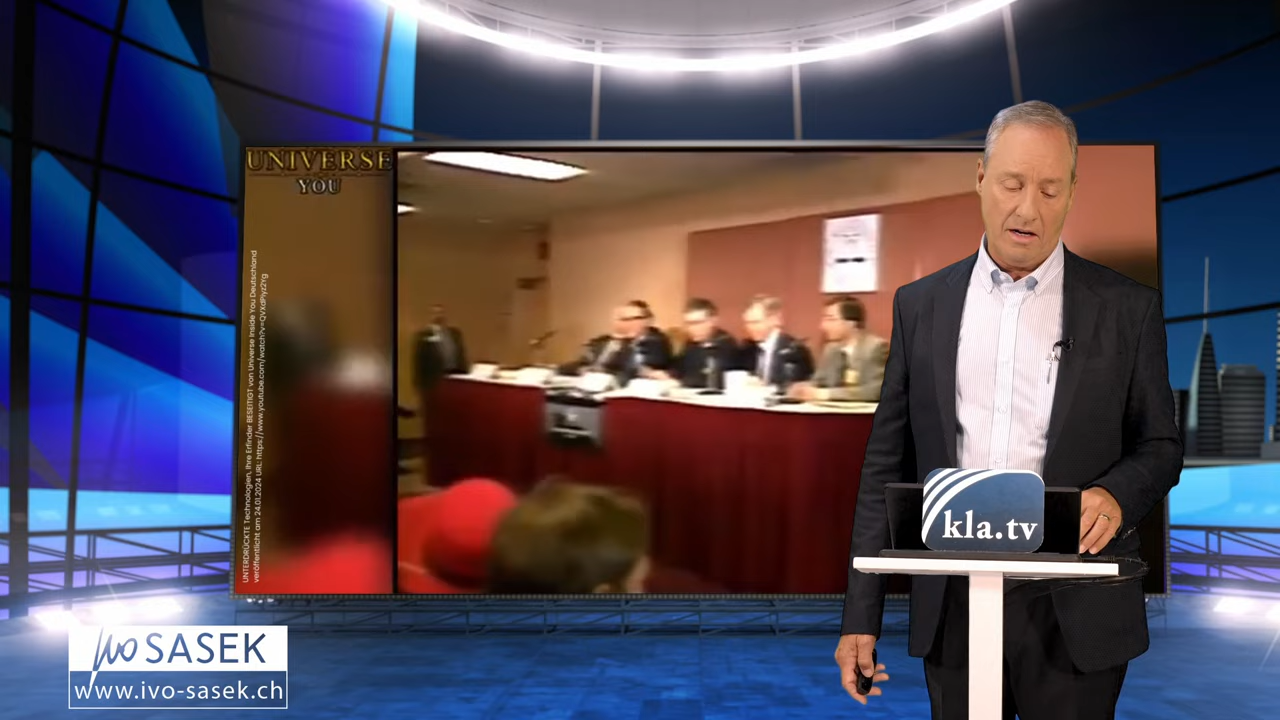 UNIVERSE
YOU
UNTERDRÜCKTE Technologien, Ihre Erfinder BESEITIGT von Universe Inside You Deutschland
veröffentlicht am 24.01.2024 URL: https://www.youtube.com/watch?v=QVXdPiyz2Yg
kla.tv
Ivo SASEK
www.ivo-sasek.ch